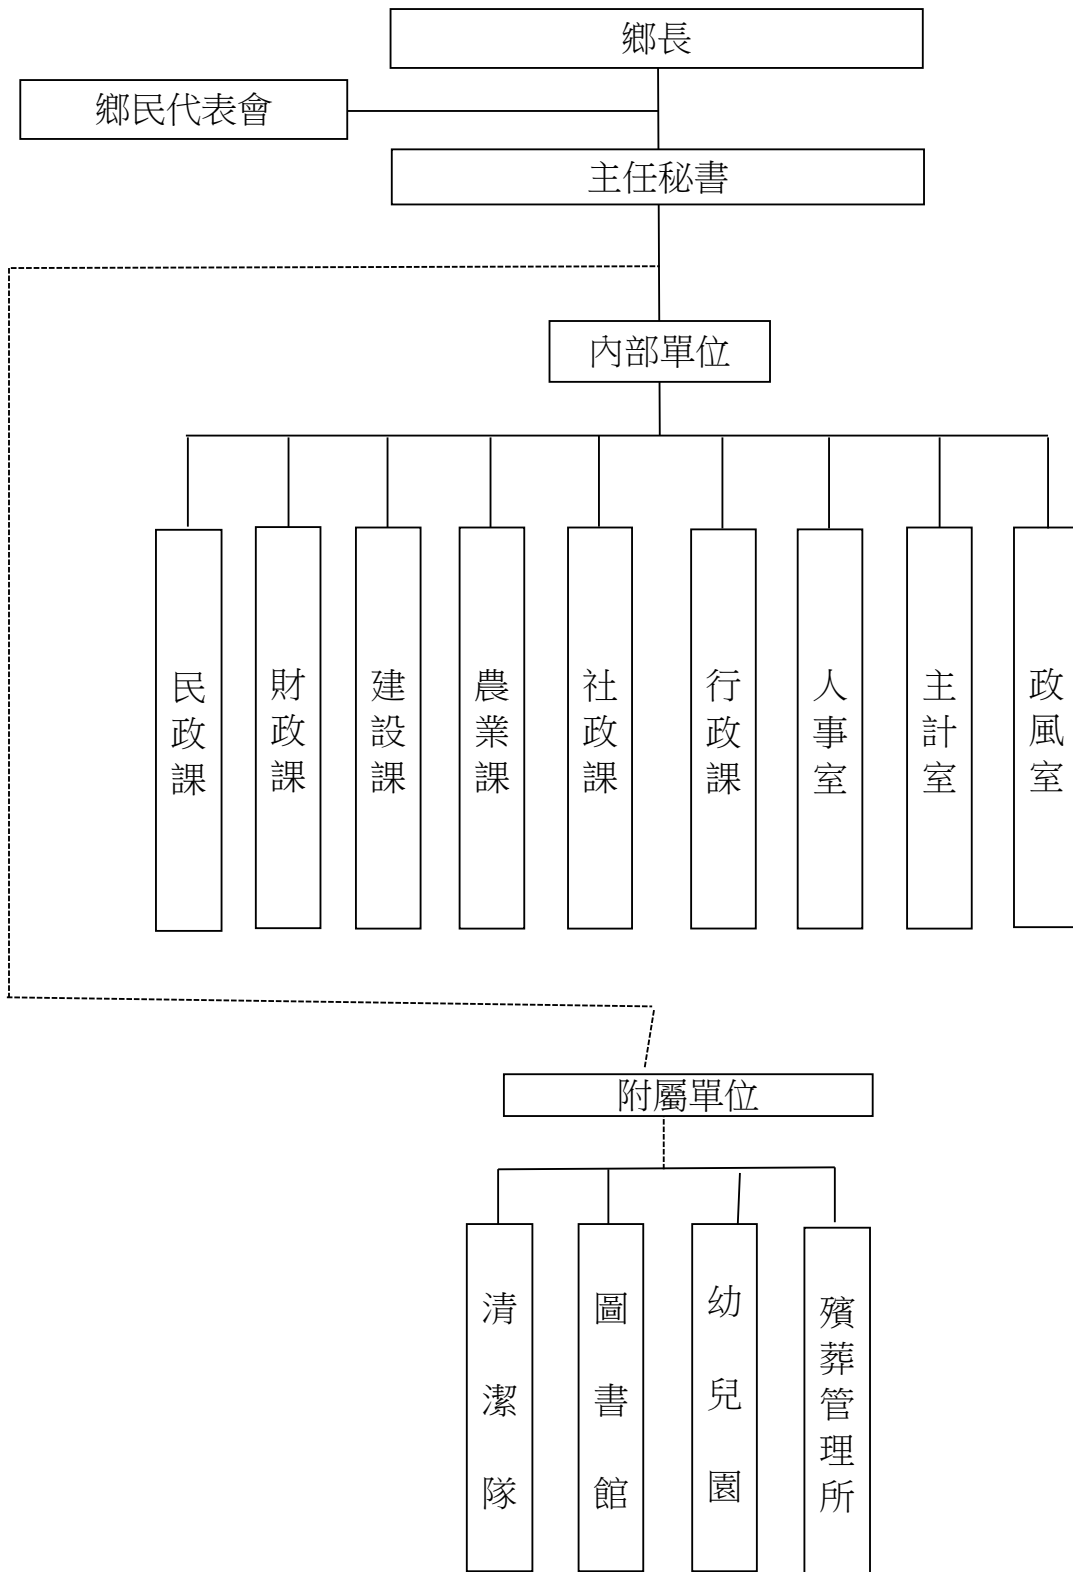 鄉長
鄉民代表會
主任秘書
內部單位
民政課
財政課
建設課
農業課
社政課
行政課
人事室
主計室
政風室
附屬單位
清潔隊
圖書館
幼兒園
殯葬管理所